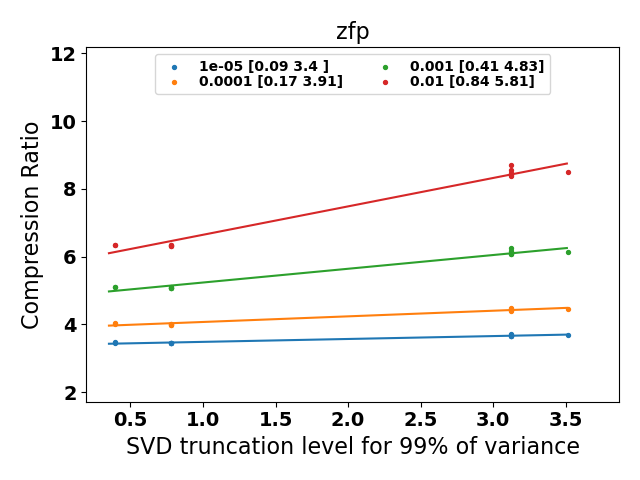 zfp
1e-05 [0.09 3.4 ]
0.0001 [0.17 3.91]
0.001 [0.41 4.83]
0.01 [0.84 5.81]
Compression Ratio
12
10
8
6
4
2
0.5 1.0 1.5 2.0 2.5 3.0 3.5
SVD truncation level for 99% of variance